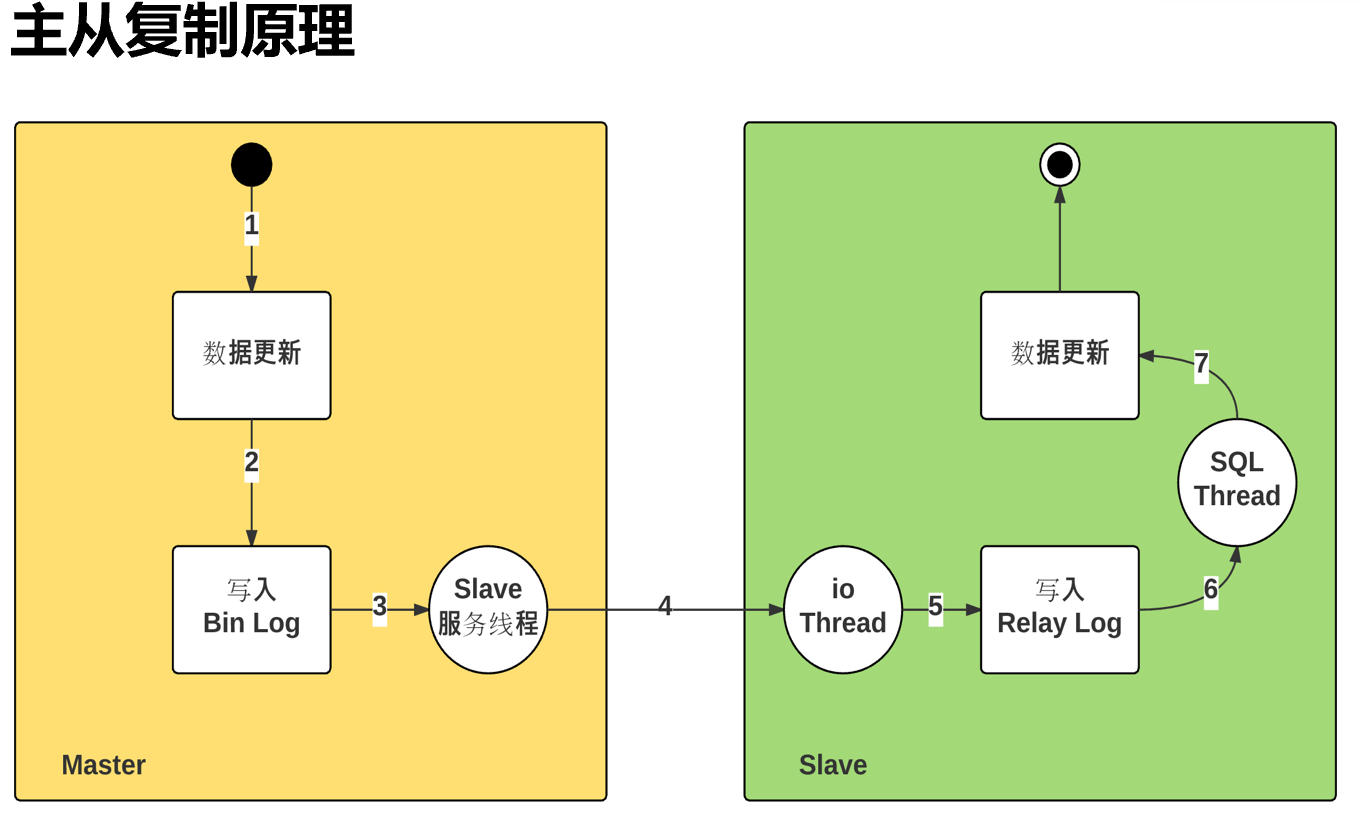 主从复制原理
1
数据更新
2
写入
Bin Log
3
Slave
服务线程
Master
4
io
Thread
5
写入
Relay Log
6
SQL
Thread
7
数据更新
Slave